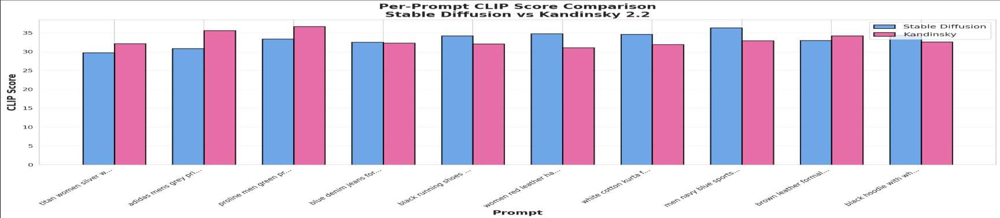 Per-Prompt CLIP Score Comparison
Stable Diffusion vs Kandinsky 2.2
Stable Diffusion
Kandinsky
CLIP Score
35
30
25
20
15
10
5
0
titan women silver w...
adidas mens grey pri...
proline men green pr...
blue denim jeans for...
black running shoes ...
women red leather ha...
white cotton kurta f...
men navy blue sports...
brown leather formal...
black hoodie with wh...
Prompt